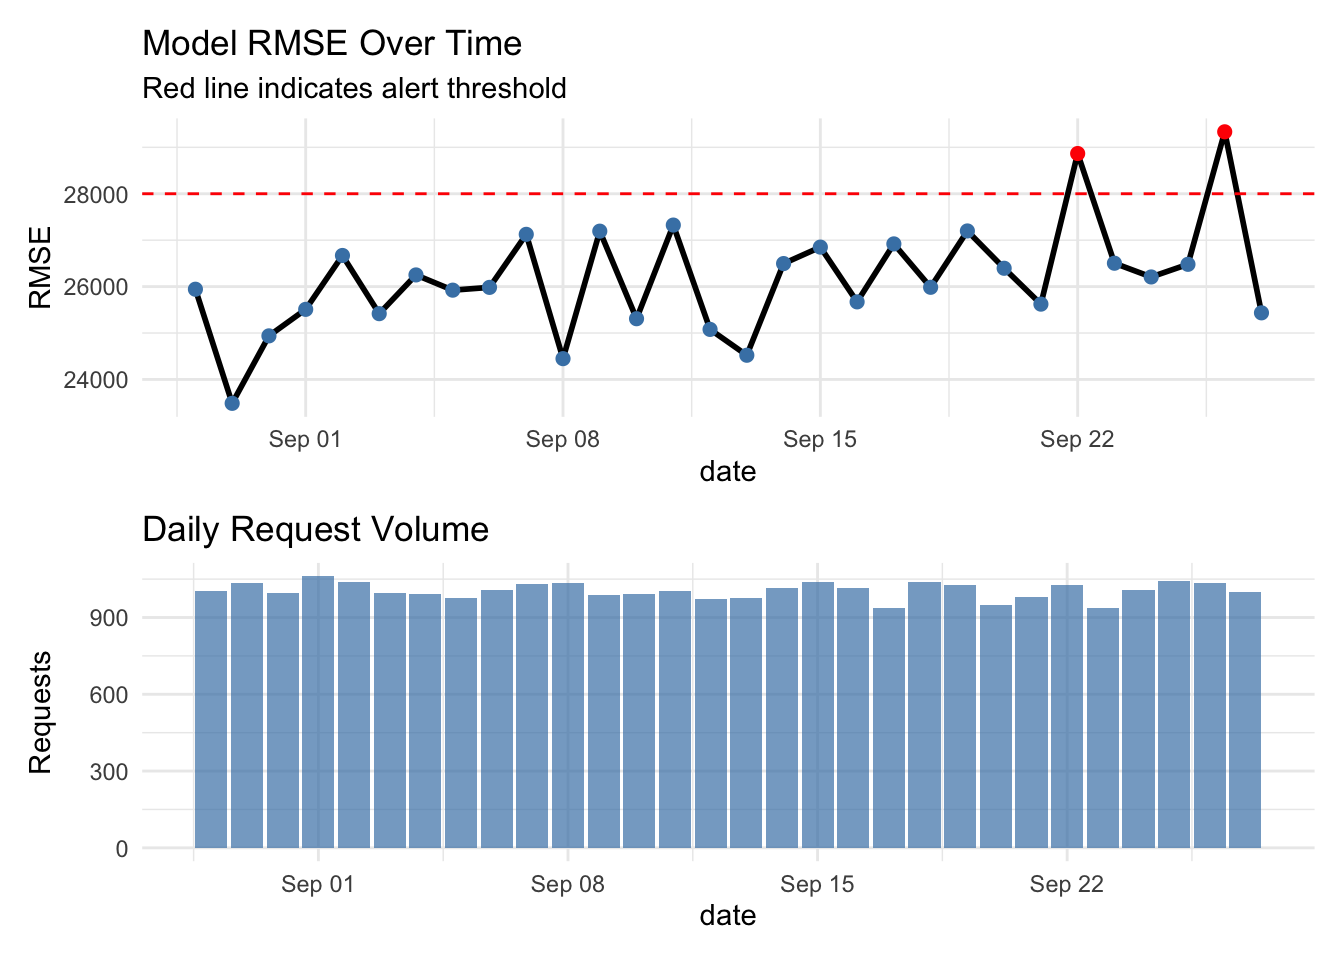 Model RMSE Over Time
Red line indicates alert threshold
RMSE
28000
26000
24000
Sep 01 Sep 08 Sep 15 Sep 22
date
Daily Request Volume
Requests
900
600
300
0
Sep 01 Sep 08 Sep 15 Sep 22
date